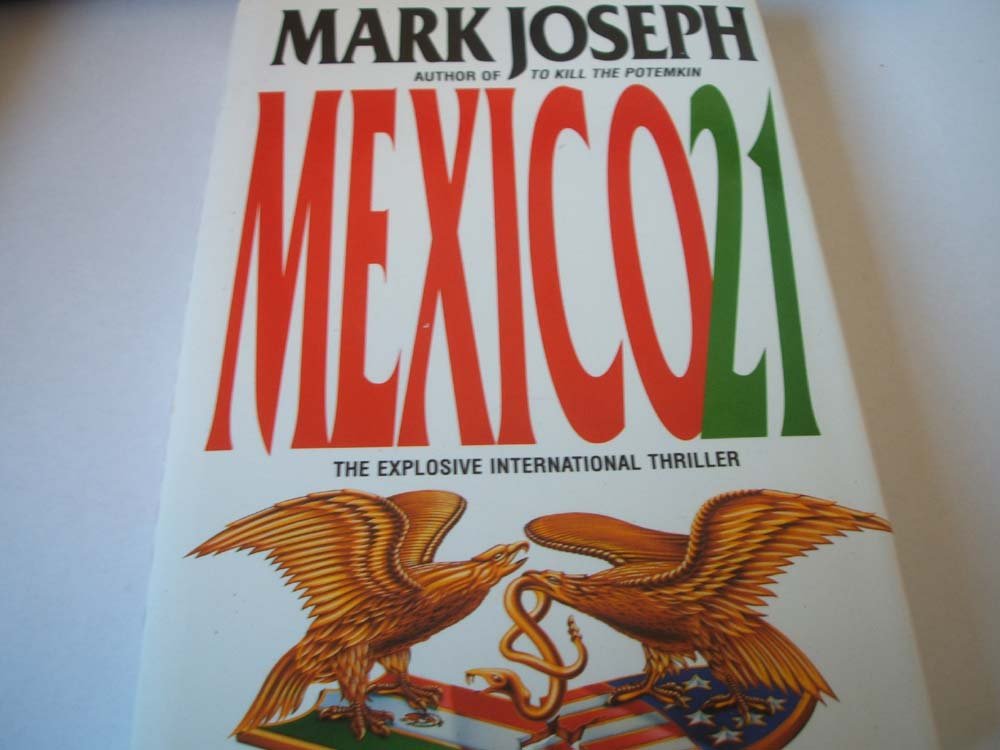 MARK JOSEPH
AUTHOR OF TO KILL THE POTEMKIN
MEXICO21
THE EXPLOSIVE INTERNATIONAL THRILLER